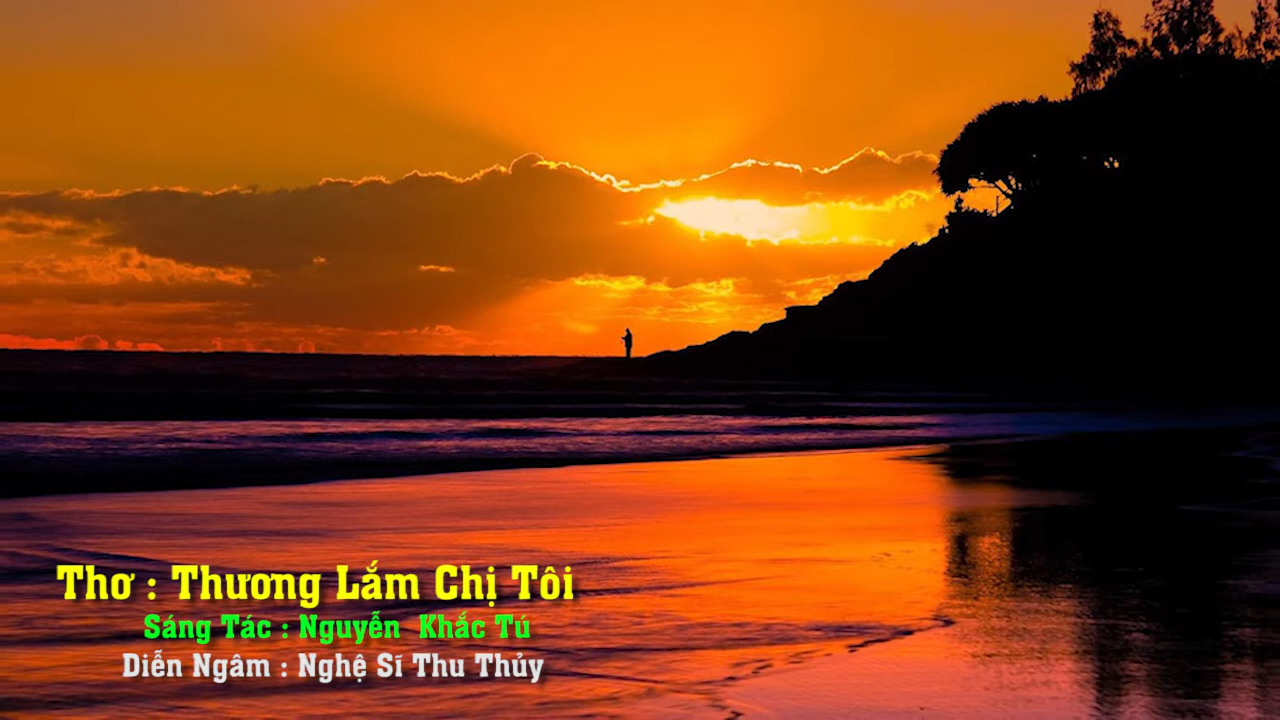 Thơ : Thương Lắm Chị Tôi
Sáng Tác : Nguyễn Khắc Tú
Diễn Ngâm : Nghệ Sĩ Thu Thủy